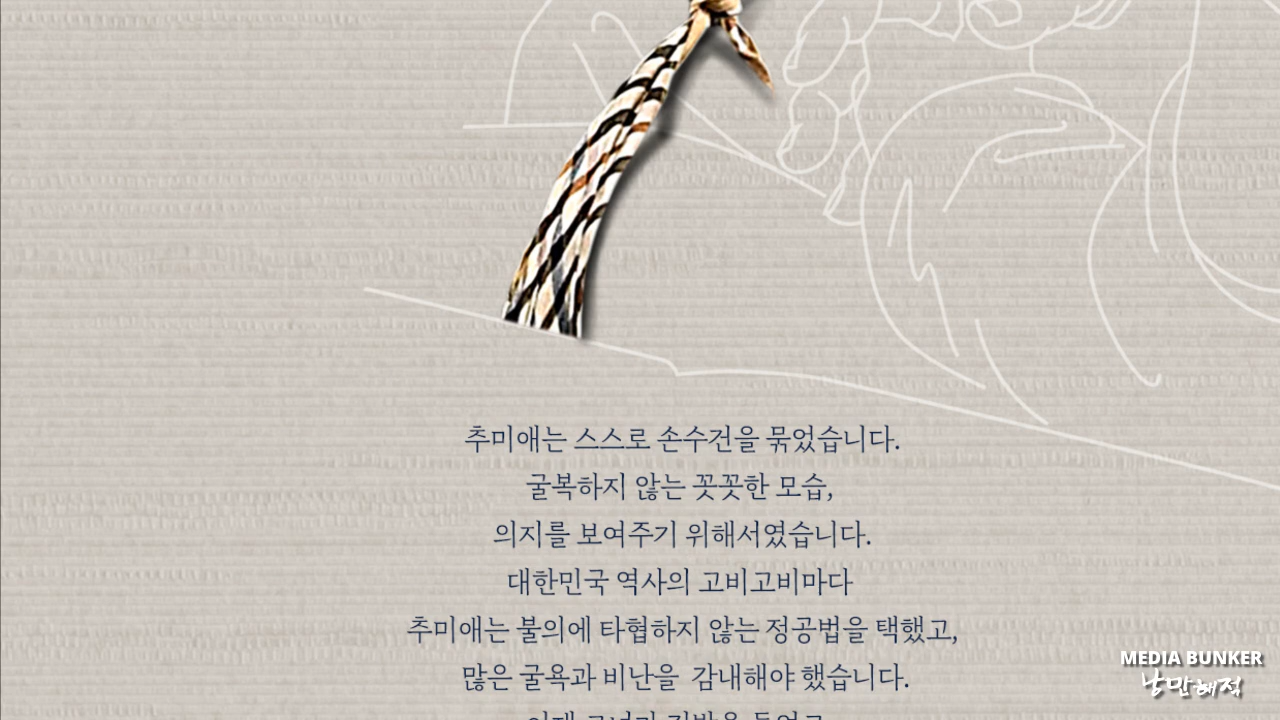 추미애는 스스로 손수건을 묶었습니다.
굴복하지 않는 꼿꼿한 모습,
의지를 보여주기 위해서였습니다.
대한민국 역사의 고비고비마다
추미애는 불의에 타협하지 않는 정공법을 택했고,
많은 굴욕과 비난을 감내해야 했습니다.
MEDIA BUNKER
낭만해적